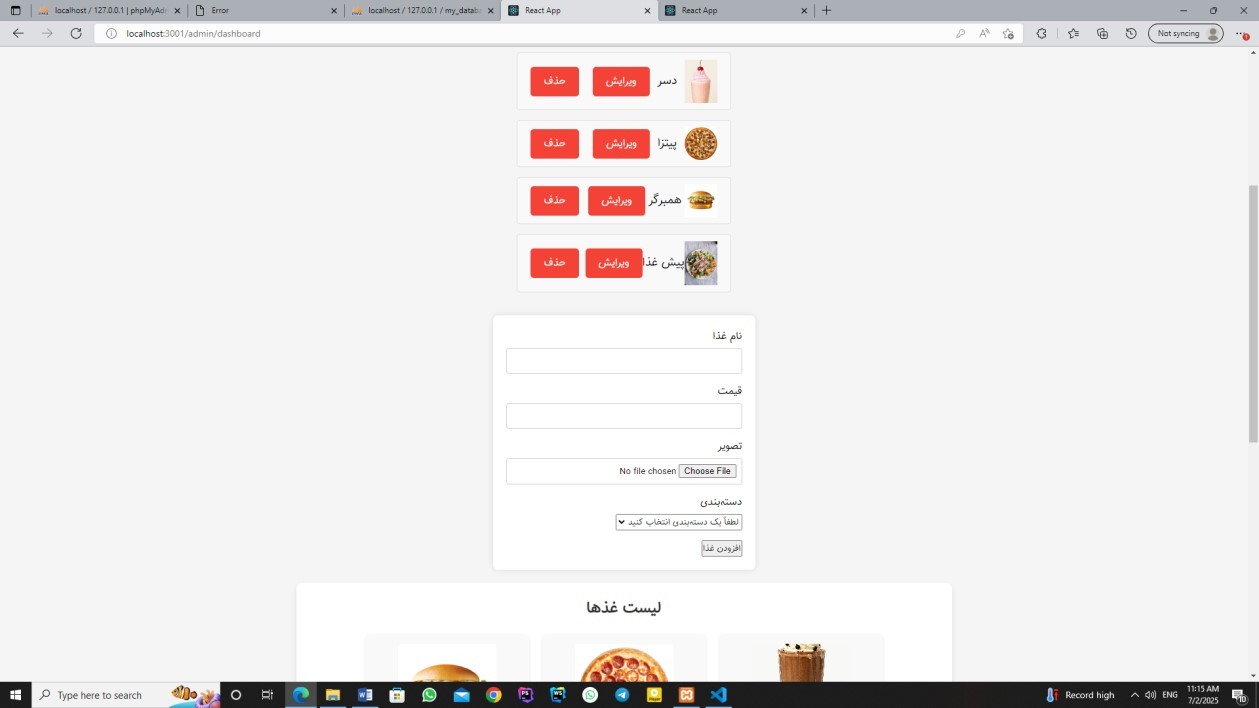 localhost / 127.0.0.1 | phpMyAdm
Error
localhost / 127.0.0.1 / my_databa
React App
React App
localhost:3001/admin/dashboard
Not syncing
دسر ویرایش حذف
پیتزا ویرایش حذف
همبرگر ویرایش حذف
پیش غذا ویرایش حذف
نام غذا
قیمت
تصویر
Choose File No file chosen
دسته‌بندی
لطفاً یک دسته‌بندی انتخاب کنید
افزودن غذا
لیست غذاها
Type here to search
Record high
ENG
11:15 AM
7/2/2025